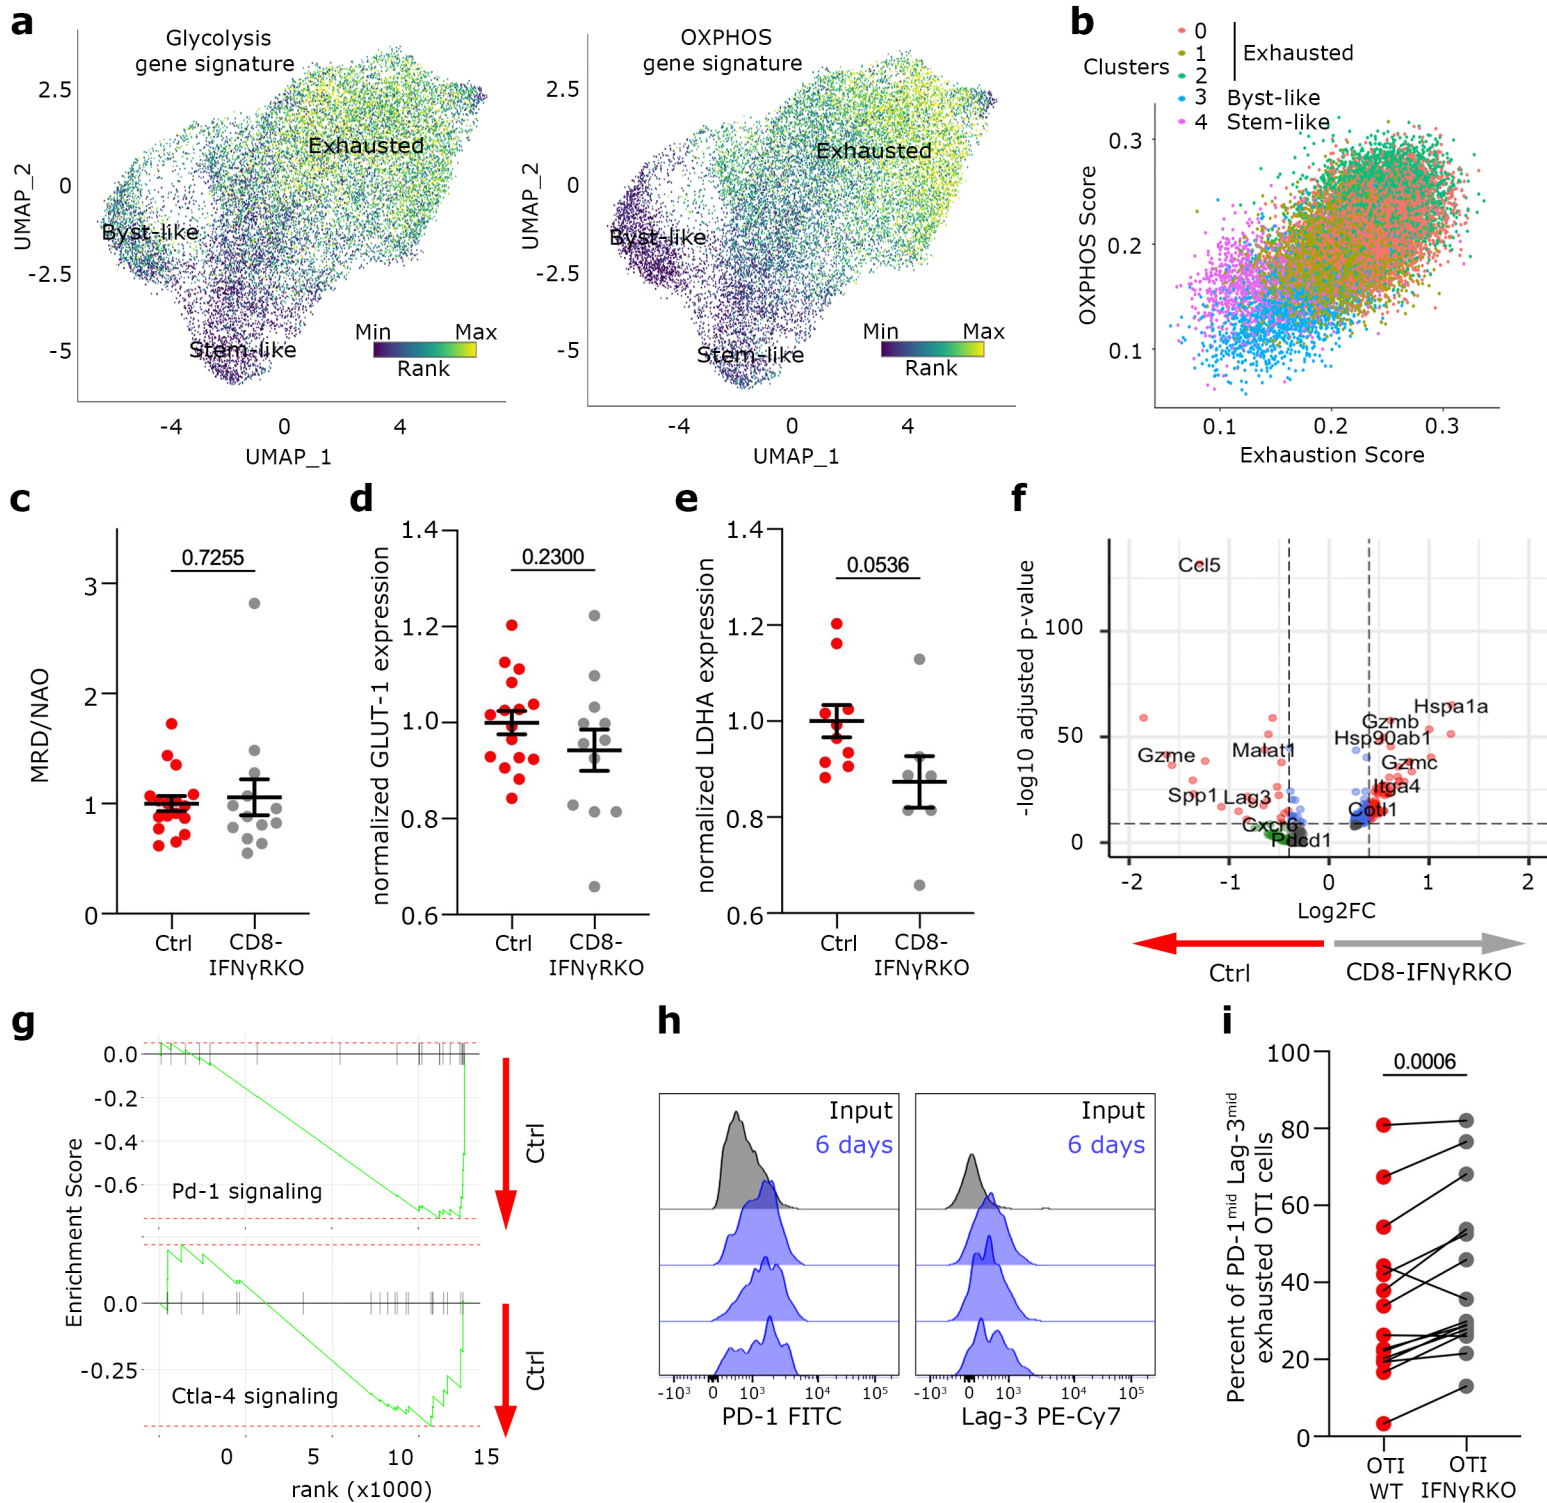 a
Glycolysis
gene signature
2.5
0
-2.5
-5
UMAP_2
Exhausted
Byst-like
Stem-like
Min
Max
Rank
-4
0
4
UMAP_1
OXPHOS
gene signature
2.5
0
-2.5
-5
UMAP_2
Exhausted
Byst-like
Stem-like
Min
Max
Rank
-4
0
4
UMAP_1
b
Clusters
0
1
2
Exhausted
3 Byst-like
4 Stem-like
0.3
0.2
0.1
OXPHOS Score
0.1
0.2
0.3
Exhaustion Score
c
0.7255
3
2
1
0
MRD/NAO
Ctrl
CD8-
IFNγRKO
d
0.2300
1.4
1.2
1.0
0.8
0.6
normalized GLUT-1 expression
Ctrl
CD8-
IFNγRKO
e
0.0536
1.4
1.2
1.0
0.8
0.6
normalized LDHA expression
Ctrl
CD8-
IFNγRKO
f
-log10 adjusted p-value
100
50
0
Ccl5
Hspa1a
Gzmb
Hsp90ab1
Malat1
Gzme
Gzmc
Itga4
Spp1
Lag3
Cotl1
Cxcr6
Pdcd1
-2
-1
0
1
2
Log2FC
Ctrl
CD8-IFNγRKO
g
0.0
-0.2
-0.4
-0.6
Pd-1 signaling
Ctrl
Enrichment Score
0.0
-0.25
Ctla-4 signaling
Ctrl
0
5
10
15
rank (x1000)
h
Input
6 days
-10³
0
10³
10⁴
10⁵
PD-1 FITC
Input
6 days
-10³
0
10³
10⁴
10⁵
Lag-3 PE-Cy7
i
0.0006
100
80
60
40
20
0
Percent of PD-1ᵐⁱᵈ Lag-3ᵐⁱᵈ
exhausted OTI cells
OTI
WT
OTI
IFNγRKO